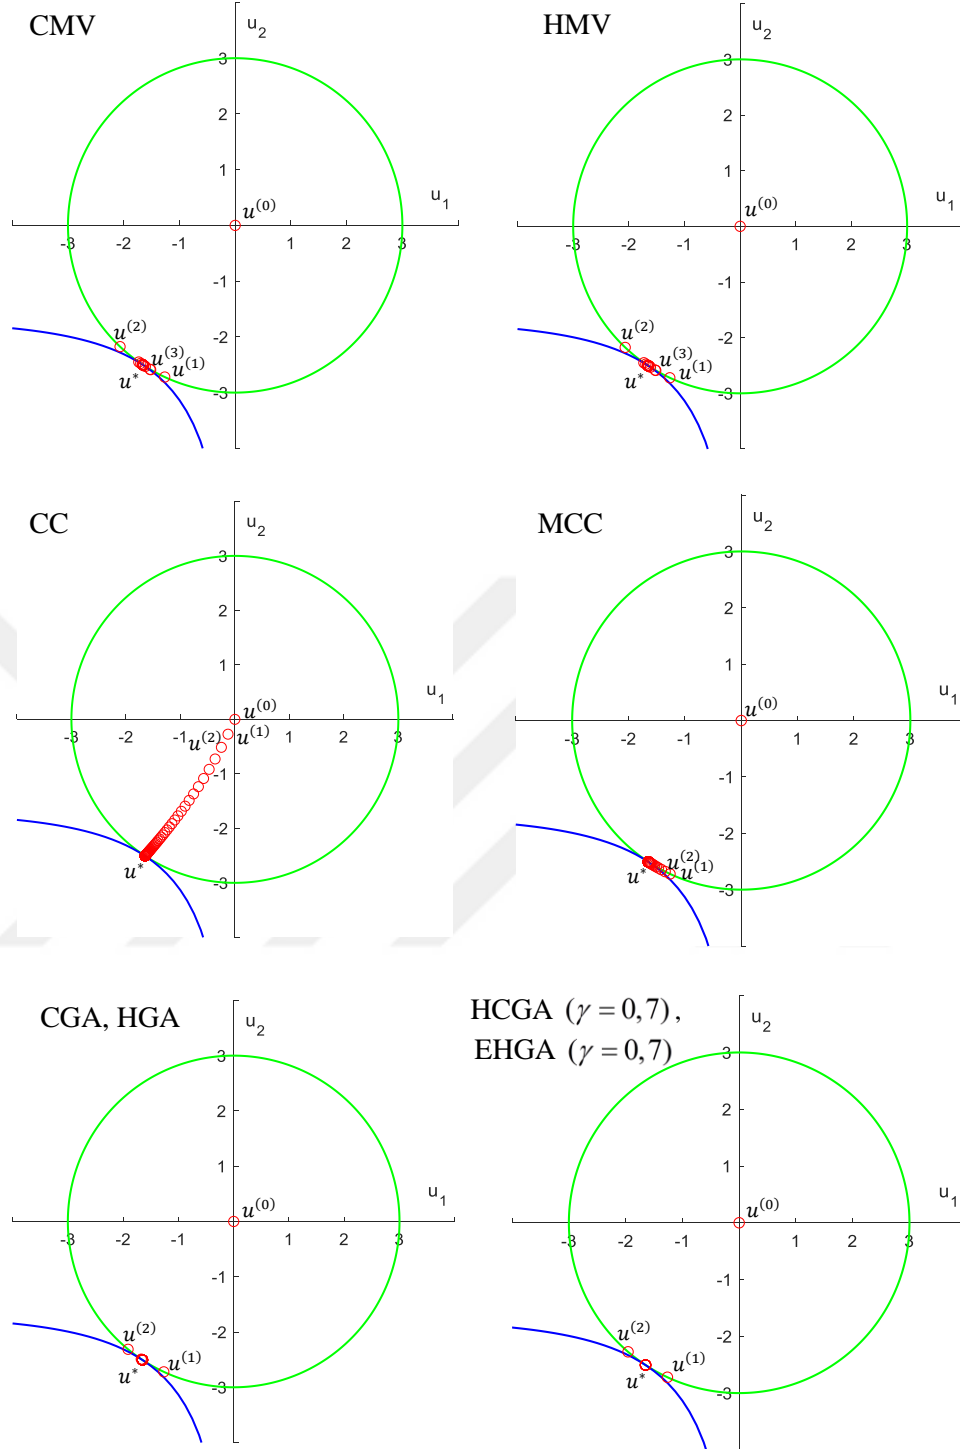 CMV
u2
3
2
1
u1
u^(0)
-3 -2 -1 1 2 3
-1
u^(2)
-2
u^(3)
u^(1)
u*
-3
HMV
u2
3
2
1
u1
u^(0)
-3 -2 -1 1 2 3
-1
u^(2)
-2
u^(3)
u^(1)
u*
-3
CC
u2
3
2
1
u1
u^(0)
-3 -2 -1 u^(2) u^(1) 1 2 3
-1
-2
u*
-3
MCC
u2
3
2
1
u1
u^(0)
-3 -2 -1 1 2 3
-1
-2
u^(2)
u* u^(1)
-3
CGA, HGA
u2
3
2
1
u1
u^(0)
-3 -2 -1 1 2 3
-1
u^(2)
-2
u^(1)
u*
-3
HCGA (γ = 0,7),
EHGA (γ = 0,7)
u2
3
2
1
u1
u^(0)
-3 -2 -1 1 2 3
-1
u^(2)
-2
u^(1)
u*
-3